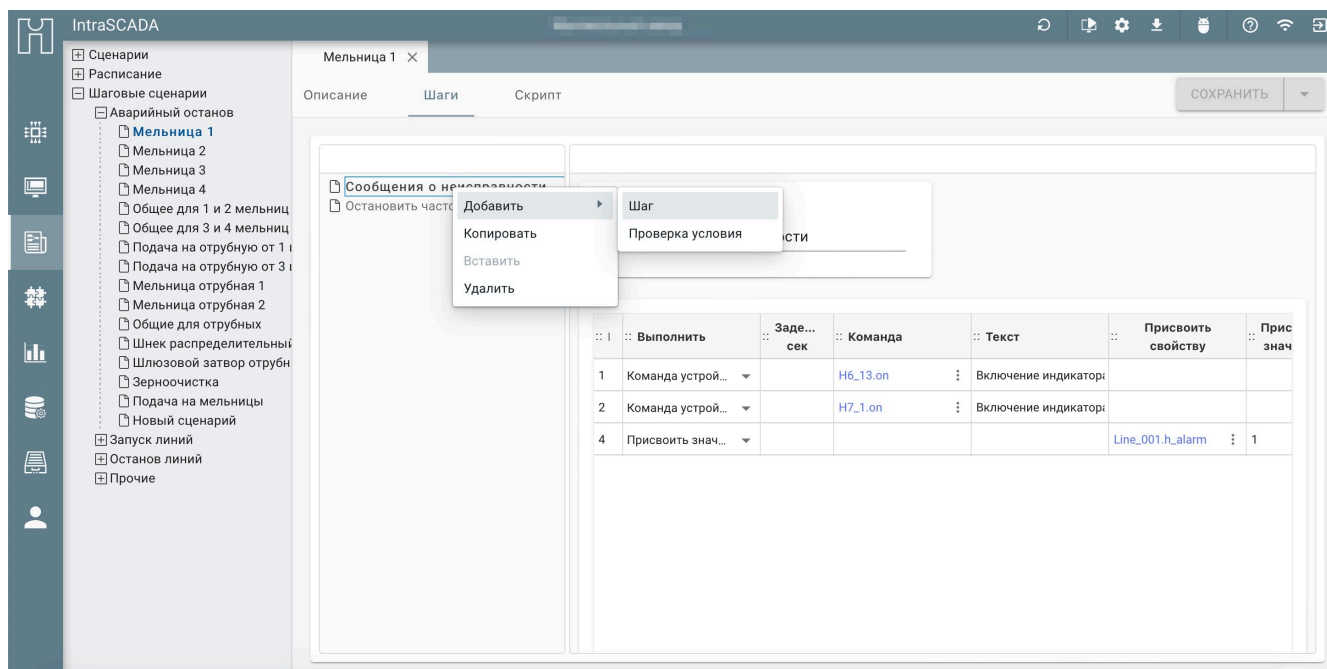 IntraSCADA
Сценарии
Расписание
Шаговые сценарии
Аварийный останов
Мельница 1
Мельница 2
Мельница 3
Мельница 4
Общее для 1 и 2 мельниц
Общее для 3 и 4 мельниц
Подача на отрубную от 1
Подача на отрубную от 3
Мельница отрубная 1
Мельница отрубная 2
Общие для отрубных
Шнек распределительный
Шлюзовой затвор отрубн
Зерноочистка
Подача на мельницы
Новый сценарий
Запуск линий
Останов линий
Прочие
Мельница 1
Описание Шаги Скрипт
СОХРАНИТЬ
Сообщения о неисправности
Остановить часто
Добавить
Копировать
Вставить
Удалить
Шаг
Проверка условия
ости
Выполнить Заде... сек Команда Текст Присвоить свойству Прис знач
1 Команда устрой... H6_13.on Включение индикатора
2 Команда устрой... H7_1.on Включение индикатора
4 Присвоить знач... Line_001.h_alarm 1